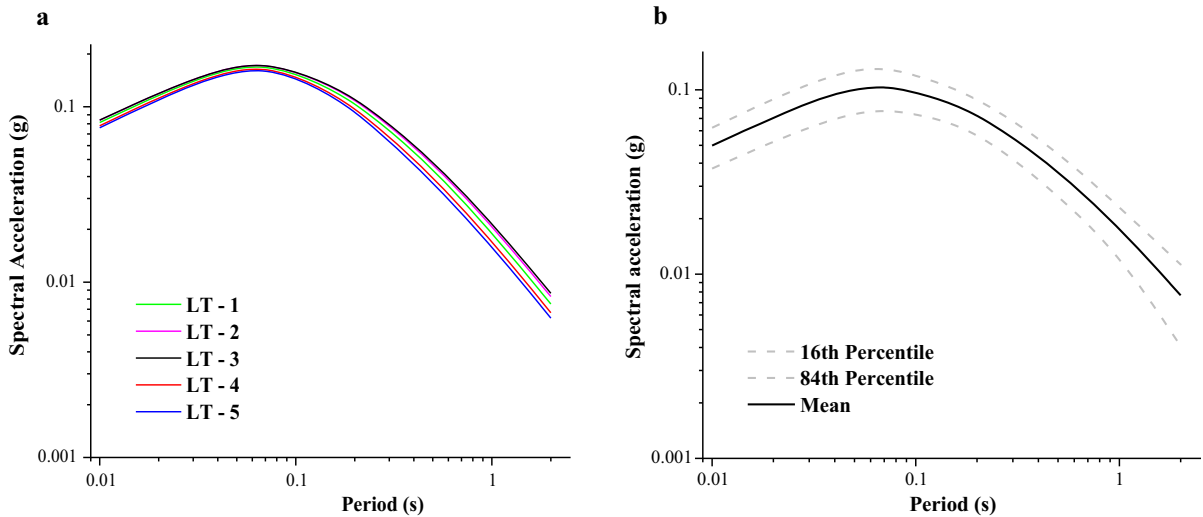 a
Spectral Acceleration (g)
0.1
0.01
0.001
LT - 1
LT - 2
LT - 3
LT - 4
LT - 5
0.01
0.1
1
Period (s)
b
Spectral acceleration (g)
0.1
0.01
0.001
16th Percentile
84th Percentile
Mean
0.01
0.1
1
Period (s)